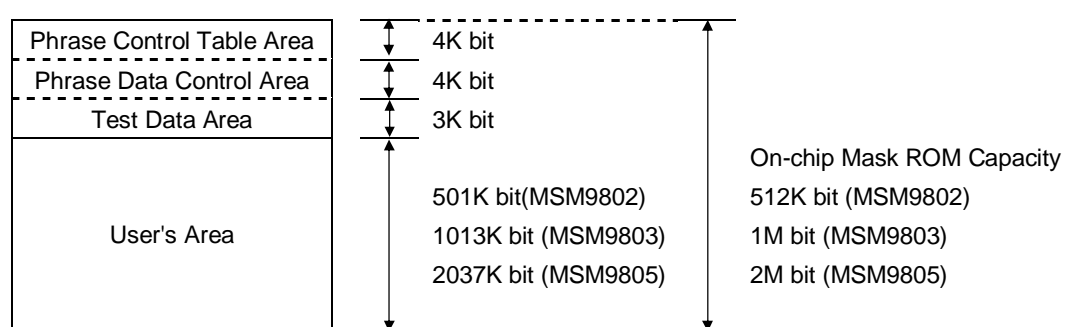 Phrase Control Table Area
4K bit
Phrase Data Control Area
4K bit
Test Data Area
3K bit
User's Area
501K bit(MSM9802)
1013K bit (MSM9803)
2037K bit (MSM9805)
On-chip Mask ROM Capacity
512K bit (MSM9802)
1M bit (MSM9803)
2M bit (MSM9805)